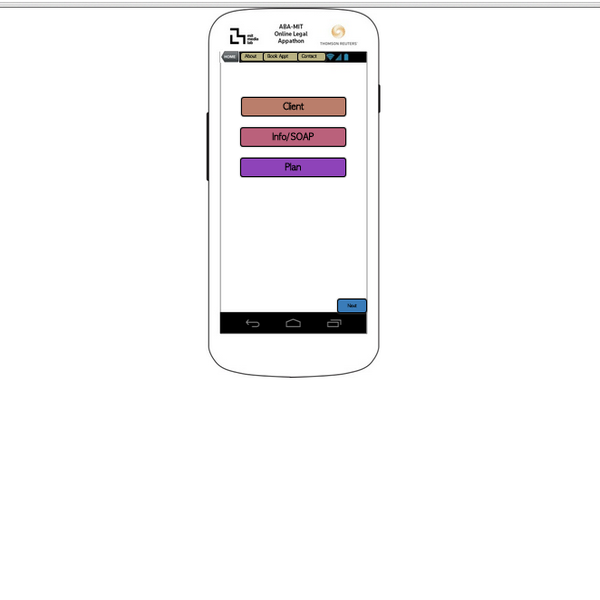 mit
media
lab
ABA-MIT
Online Legal
Appathon
THOMSON REUTERS
HOME About Book Appt Contact
Client
Info/SOAP
Plan
Next